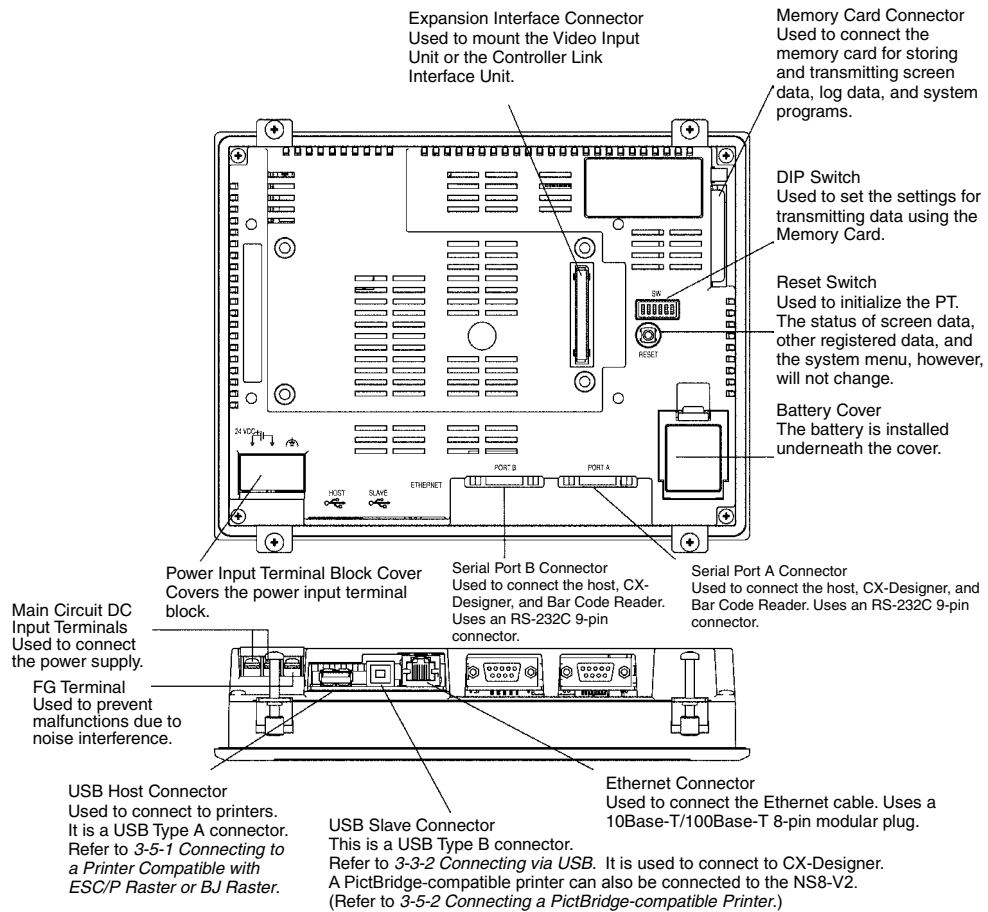 Expansion Interface Connector
Used to mount the Video Input
Unit or the Controller Link
Interface Unit.
Memory Card Connector
Used to connect the
memory card for storing
and transmitting screen
data, log data, and system
programs.
DIP Switch
Used to set the settings for
transmitting data using the
Memory Card.
Reset Switch
Used to initialize the PT.
The status of screen data,
other registered data, and
the system menu, however,
will not change.
Battery Cover
The battery is installed
underneath the cover.
SW
RESET
24 VDC
HOST
SLAVE
ETHERNET
PORT B
PORT A
Power Input Terminal Block Cover
Covers the power input terminal
block.
Serial Port B Connector
Used to connect the host, CX-
Designer, and Bar Code Reader.
Uses an RS-232C 9-pin
connector.
Serial Port A Connector
Used to connect the host, CX-Designer, and
Bar Code Reader. Uses an RS-232C 9-pin
connector.
Main Circuit DC
Input Terminals
Used to connect
the power supply.
FG Terminal
Used to prevent
malfunctions due to
noise interference.
USB Host Connector
Used to connect to printers.
It is a USB Type A connector.
Refer to 3-5-1 Connecting to
a Printer Compatible with
ESC/P Raster or BJ Raster.
USB Slave Connector
This is a USB Type B connector.
Refer to 3-3-2 Connecting via USB. It is used to connect to CX-Designer.
A PictBridge-compatible printer can also be connected to the NS8-V2.
(Refer to 3-5-2 Connecting a PictBridge-compatible Printer.)
Ethernet Connector
Used to connect the Ethernet cable. Uses a
10Base-T/100Base-T 8-pin modular plug.